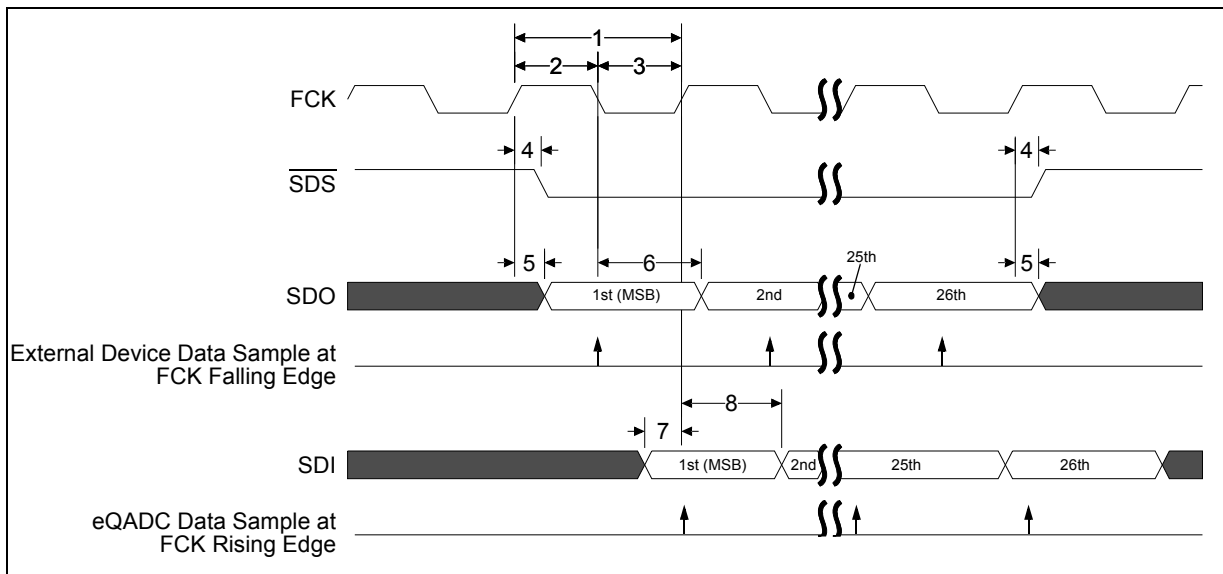 1
2 3
FCK
4 4
SDS
5 6 25th 5
SDO 1st (MSB) 2nd 26th
External Device Data Sample at
FCK Falling Edge
8
7
SDI 1st (MSB) 2nd 25th 26th
eQADC Data Sample at
FCK Rising Edge